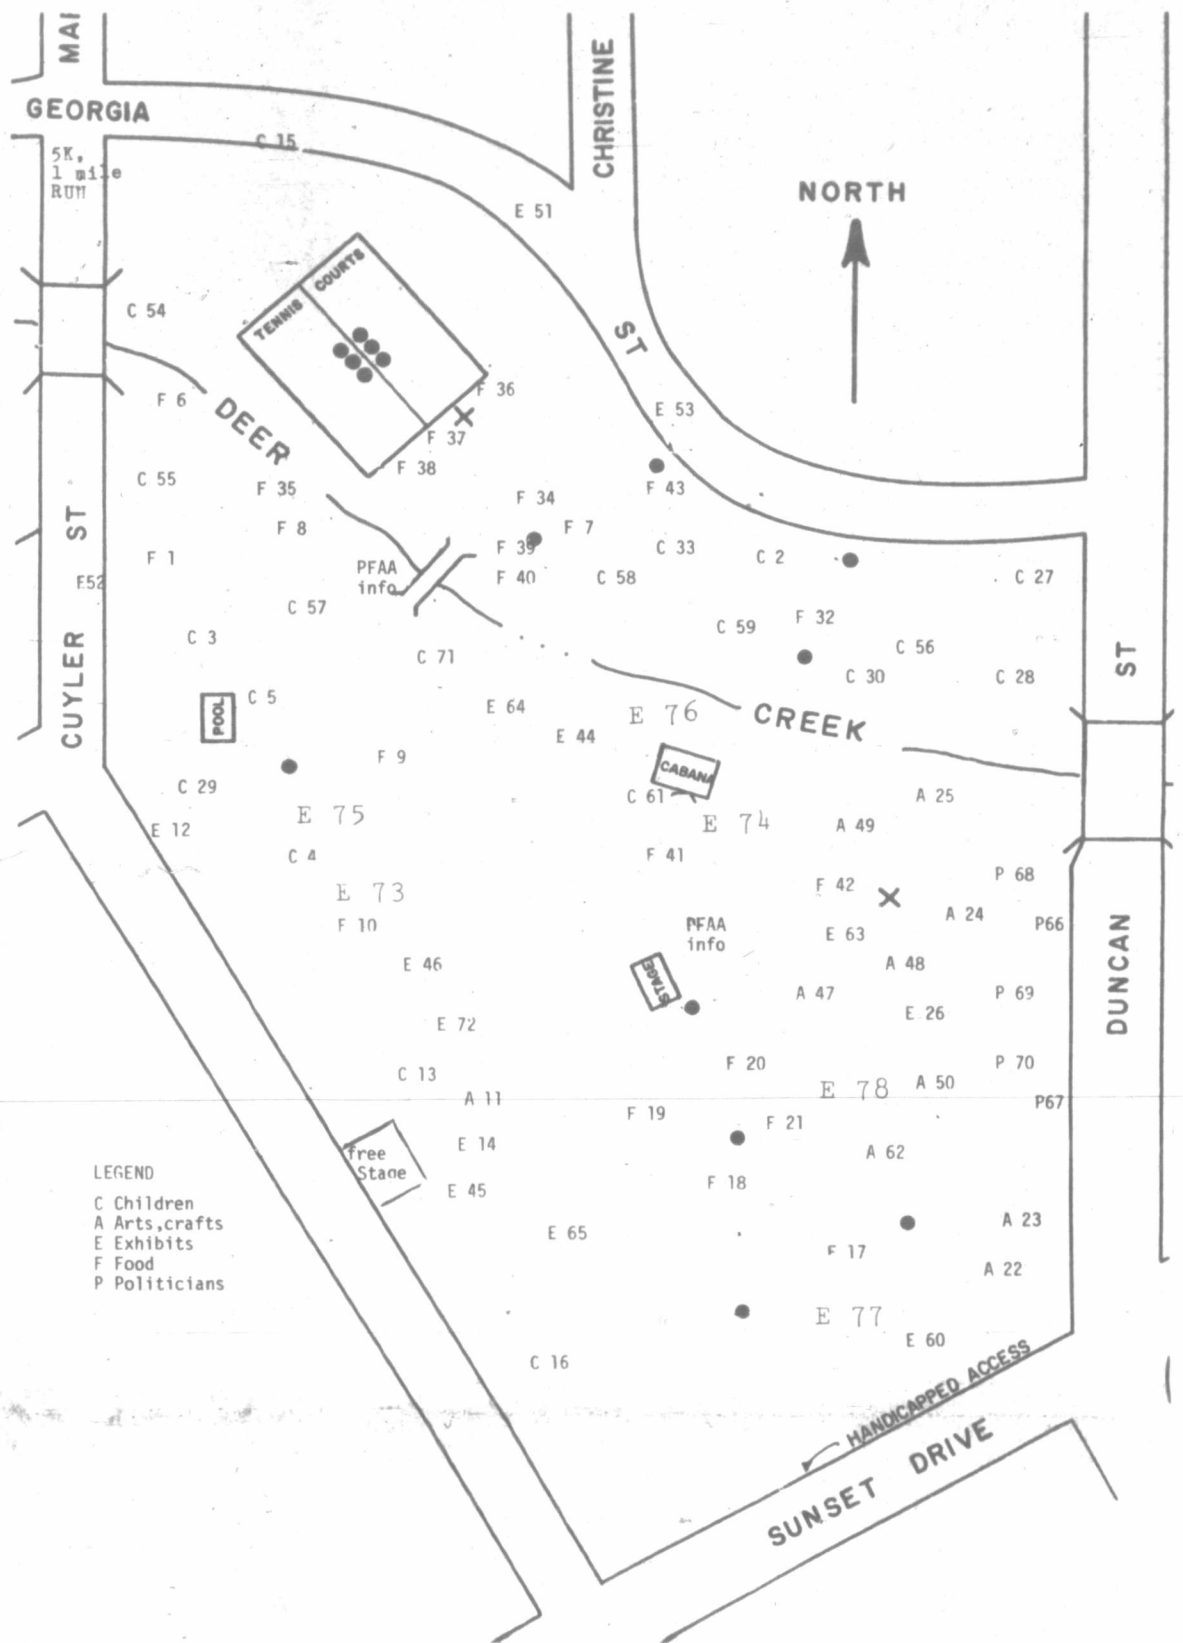 MAI
GEORGIA
CHRISTINE
C 15
5K,
1 mile
RUN
E 51
NORTH
TENNIS COURTS
C 54
ST
F 36
F 6
E 53
DEER
F 37
F 38
C 55
F 35
F 43
F 34
F 8
F 7
ST
F 39
C 33
C 2
F 1
PFAA
info
F 40
C 58
C 27
E52
C 57
F 32
C 59
C 3
C 56
ST
C 71
C 30
C 28
CUYLER
C 5
POOL
E 64
E 76
CREEK
E 44
F 9
CABANA
C 29
C 61
A 25
E 75
E 74
A 49
E 12
C 4
F 41
P 68
E 73
F 42
A 24
F 10
PFAA
info
E 63
P66
E 46
A 48
DUNCAN
STAGE
A 47
P 69
E 72
E 26
F 20
P 70
C 13
E 78
A 50
A 11
P67
F 19
F 21
E 14
free
Stage
A 62
LEGEND
F 18
E 45
C Children
A Arts,crafts
E Exhibits
F Food
P Politicians
E 65
A 23
F 17
A 22
E 77
E 60
C 16
HANDICAPPED ACCESS
SUNSET DRIVE